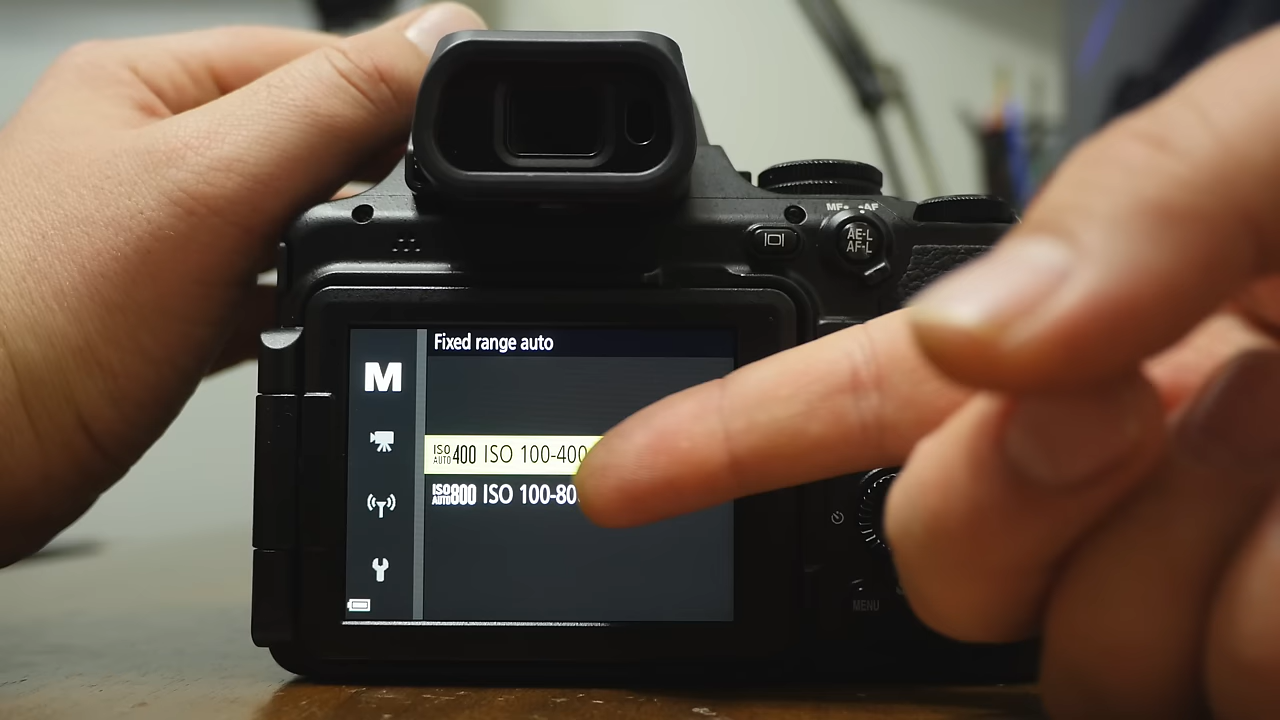 MF AF
AE-L
AF-L
Fixed range auto
M
ISO AUTO 400 ISO 100-400
ISO AUTO 800 ISO 100-80
MENU